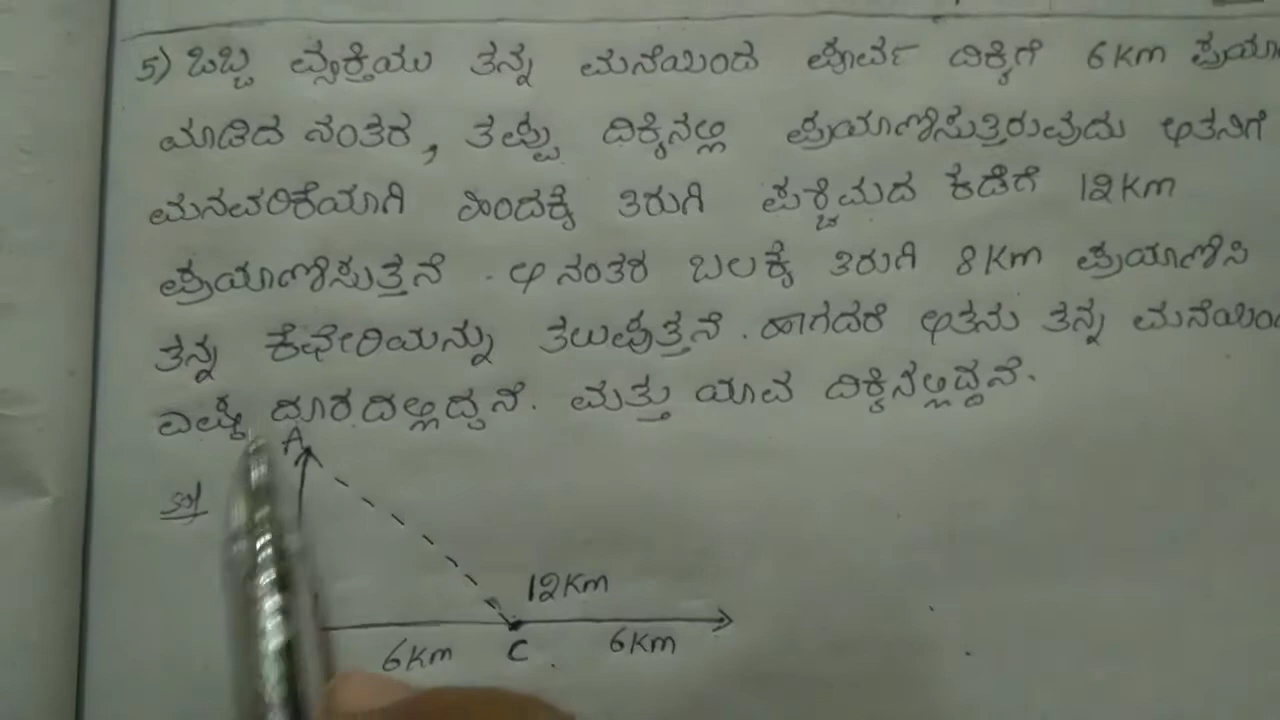 5) ಒಬ್ಬ ವ್ಯಕ್ತಿಯು ತನ್ನ ಮನೆಯಿಂದ ಪೂರ್ವ ದಿಕ್ಕಿಗೆ 6Km
ಮಾಡಿದ ನಂತರ, ತಪ್ಪು ದಿಕ್ಕಿನಲ್ಲಿ ಪ್ರಯಾಣಿಸುತ್ತಿರುವುದು ಆತನಿಗೆ
ಮನವರಿಕೆಯಾಗಿ ಹಿಂದಕ್ಕೆ ತಿರುಗಿ ಪಶ್ಚಿಮದ ಕಡೆಗೆ 12Km
ಪ್ರಯಾಣಿಸುತ್ತನೆ . ಆ ನಂತರ ಬಲಕ್ಕೆ ತಿರುಗಿ 8Km ಪ್ರಯಾಣಿಸಿ
ತನ್ನ ಕಛೇರಿಯನ್ನು ತಲುಪುತ್ತನೆ . ಹಾಗದರೆ ಆತನು ತನ್ನ
ಎಷ್ಟು ದೂರದಲ್ಲಿದ್ದನೆ. ಮತ್ತು ಯಾವ ದಿಕ್ಕಿನಲ್ಲಿದ್ದನೆ.
A
12Km
6Km C 6Km